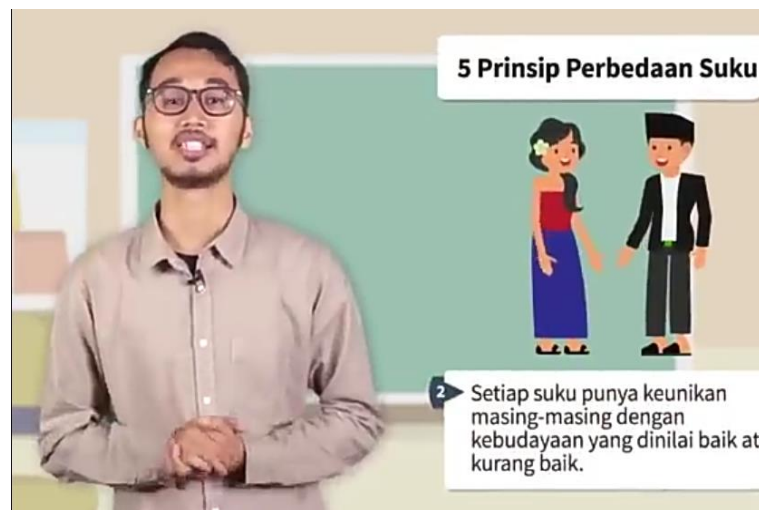 5 Prinsip Perbedaan Suku
2
Setiap suku punya keunikan
masing-masing dengan
kebudayaan yang dinilai baik at
kurang baik.